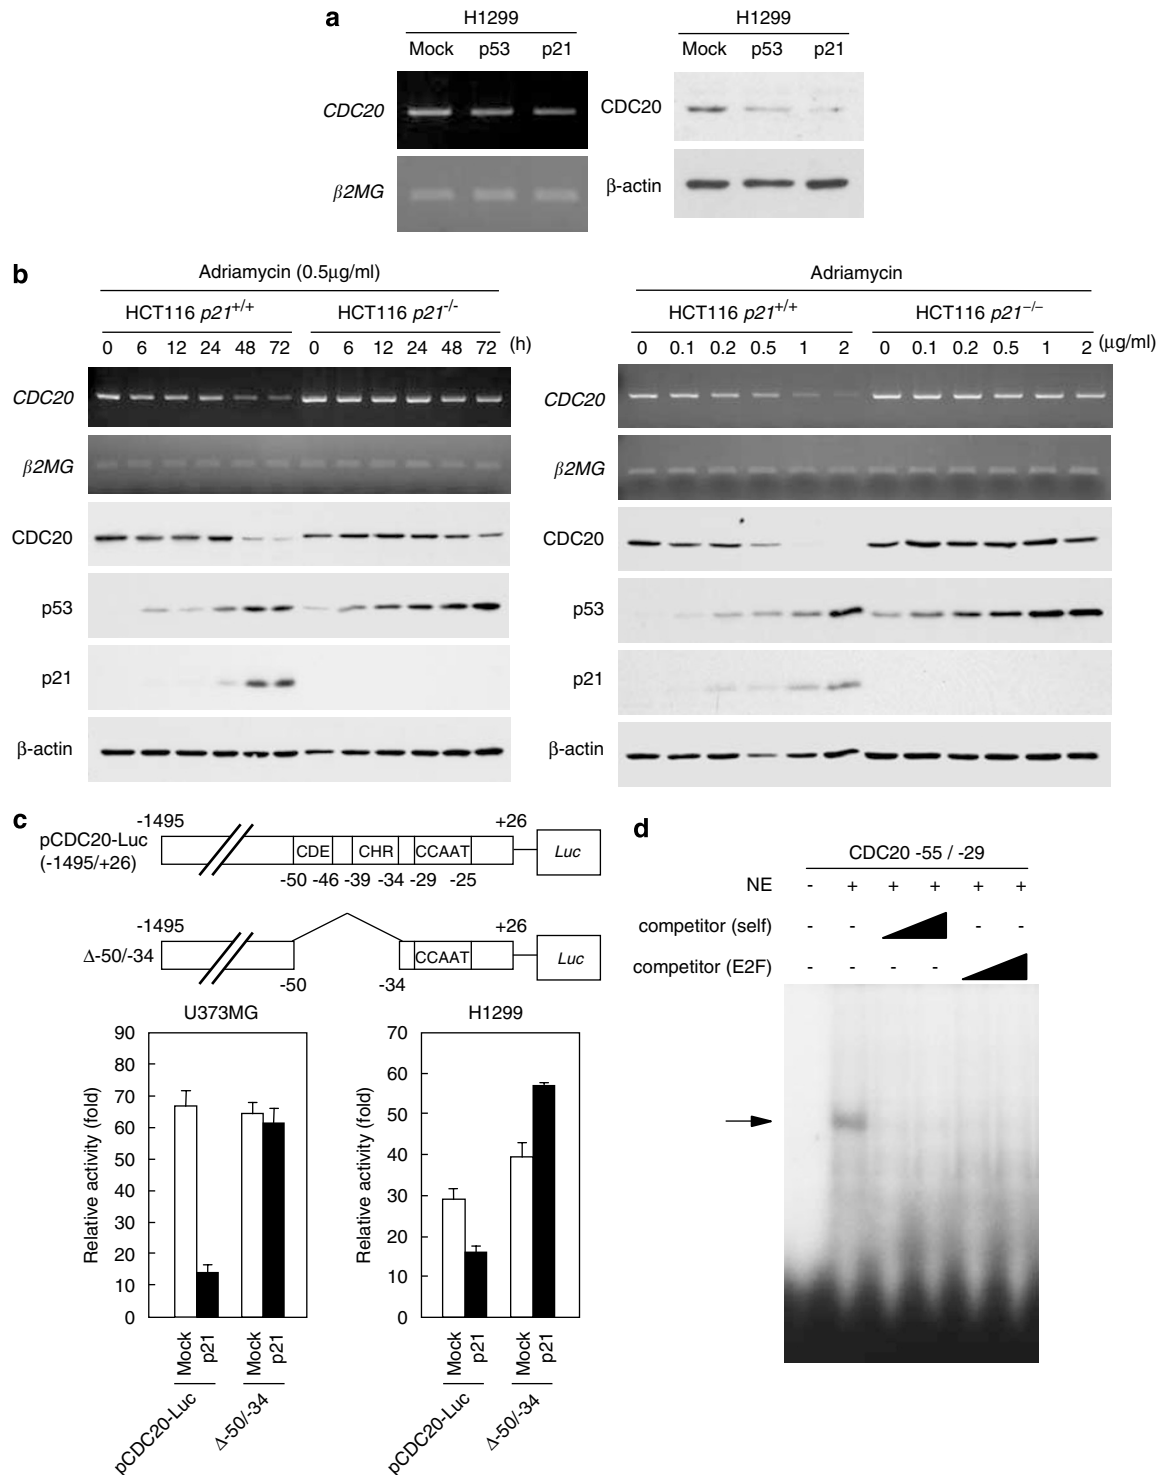 a
H1299
Mock p53 p21
CDC20
β2MG
H1299
Mock p53 p21
CDC20
β-actin
b
Adriamycin (0.5μg/ml)
HCT116 p21+/+ HCT116 p21-/-
0 6 12 24 48 72 0 6 12 24 48 72 (h)
CDC20
β2MG
CDC20
p53
p21
β-actin
Adriamycin
HCT116 p21+/+ HCT116 p21−/−
0 0.1 0.2 0.5 1 2 0 0.1 0.2 0.5 1 2 (μg/ml)
CDC20
β2MG
CDC20
p53
p21
β-actin
c
-1495 +26
pCDC20-Luc
(-1495/+26)
CDE CHR CCAAT Luc
-50 -46 -39 -34 -29 -25
-1495 +26
Δ-50/-34 CCAAT Luc
-50 -34
U373MG
Relative activity (fold)
90
80
70
60
50
40
30
20
10
0
Mock p21 Mock p21
pCDC20-Luc Δ-50/-34
H1299
Relative activity (fold)
70
60
50
40
30
20
10
0
Mock p21 Mock p21
pCDC20-Luc Δ-50/-34
d
CDC20 -55 / -29
NE - + + + + +
competitor (self) - - - -
competitor (E2F) - - - -